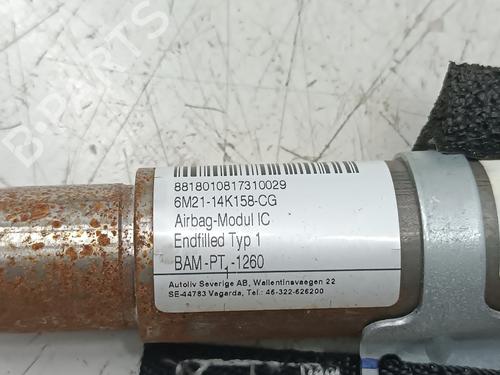 B-PARTS
8818010817310029
6M21-14K158-CG
Airbag-Modul IC
Endfilled Typ 1
BAM-PT1-1260
Autoliv Severige AB, Wallentinsvaegen 22
SE-44783 Vagarda, Tel.: 46-322-626200